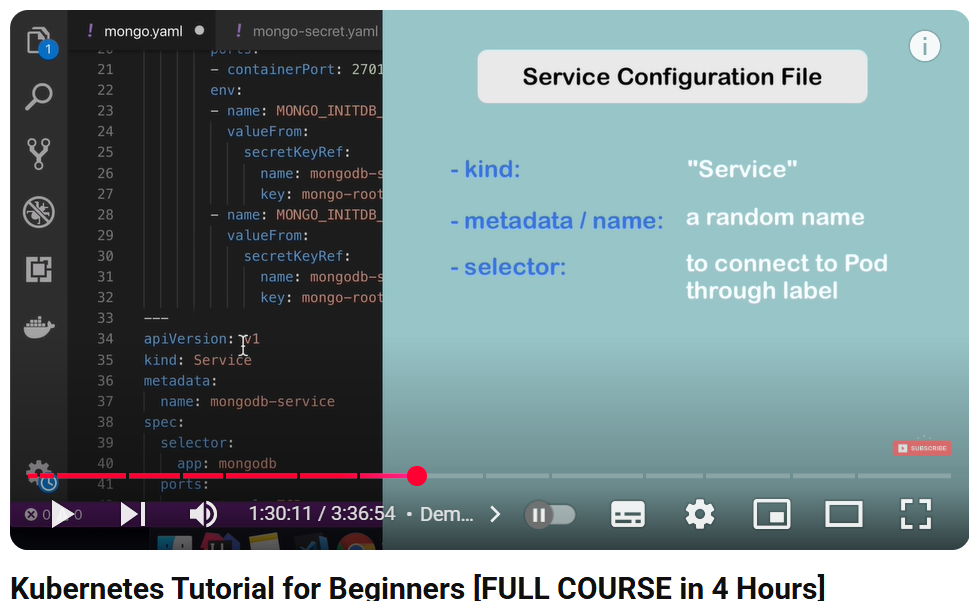 1
! mongo.yaml
! mongo-secret.yaml
20 ports:
21 - containerPort: 2701
22 env:
23 - name: MONGO_INITDB_
24 valueFrom:
25 secretKeyRef:
26 name: mongodb-s
27 key: mongo-root
28 - name: MONGO_INITDB_
29 valueFrom:
30 secretKeyRef:
31 name: mongodb-s
32 key: mongo-root
33 ---
34 apiVersion: v1
35 kind: Service
36 metadata:
37 name: mongodb-service
38 spec:
39 selector:
40 app: mongodb
41 ports:
Service Configuration File
- kind: "Service"
- metadata / name: a random name
- selector: to connect to Pod
through label
SUBSCRIBE
1:30:11 / 3:36:54 • Dem...
Kubernetes Tutorial for Beginners [FULL COURSE in 4 Hours]